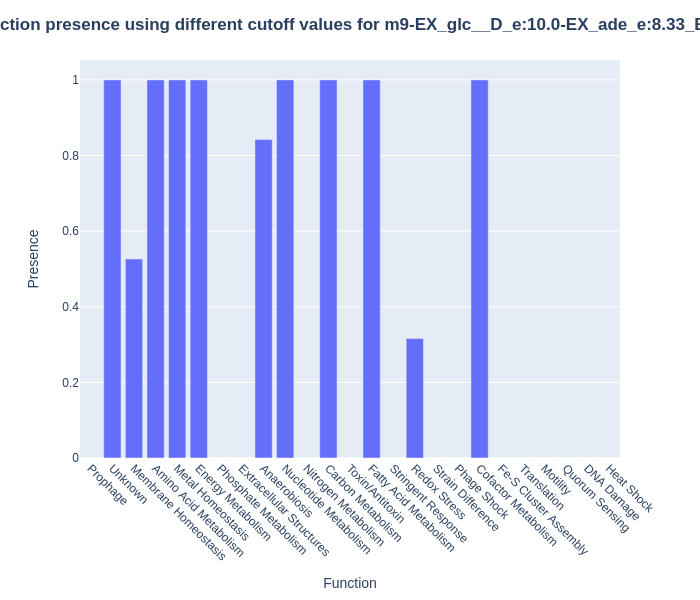 ction presence using different cutoff values for m9-EX_glc__D_e:10.0-EX_ade_e:8.33_E
1
0.8
0.6
0.4
0.2
0
Presence
Prophage
Unknown
Membrane Homeostasis
Amino Acid Metabolism
Metal Homeostasis
Energy Metabolism
Phosphate Metabolism
Extracellular Structures
Anaerobiosis
Nucleotide Metabolism
Nitrogen Metabolism
Carbon Metabolism
Toxin/Antitoxin
Fatty Acid Metabolism
Stringent Response
Redox Stress
Strain Difference
Phage Shock
Cofactor Metabolism
Fe-S Cluster Assembly
Translation
Motility
Quorum Sensing
DNA Damage
Heat Shock
Function